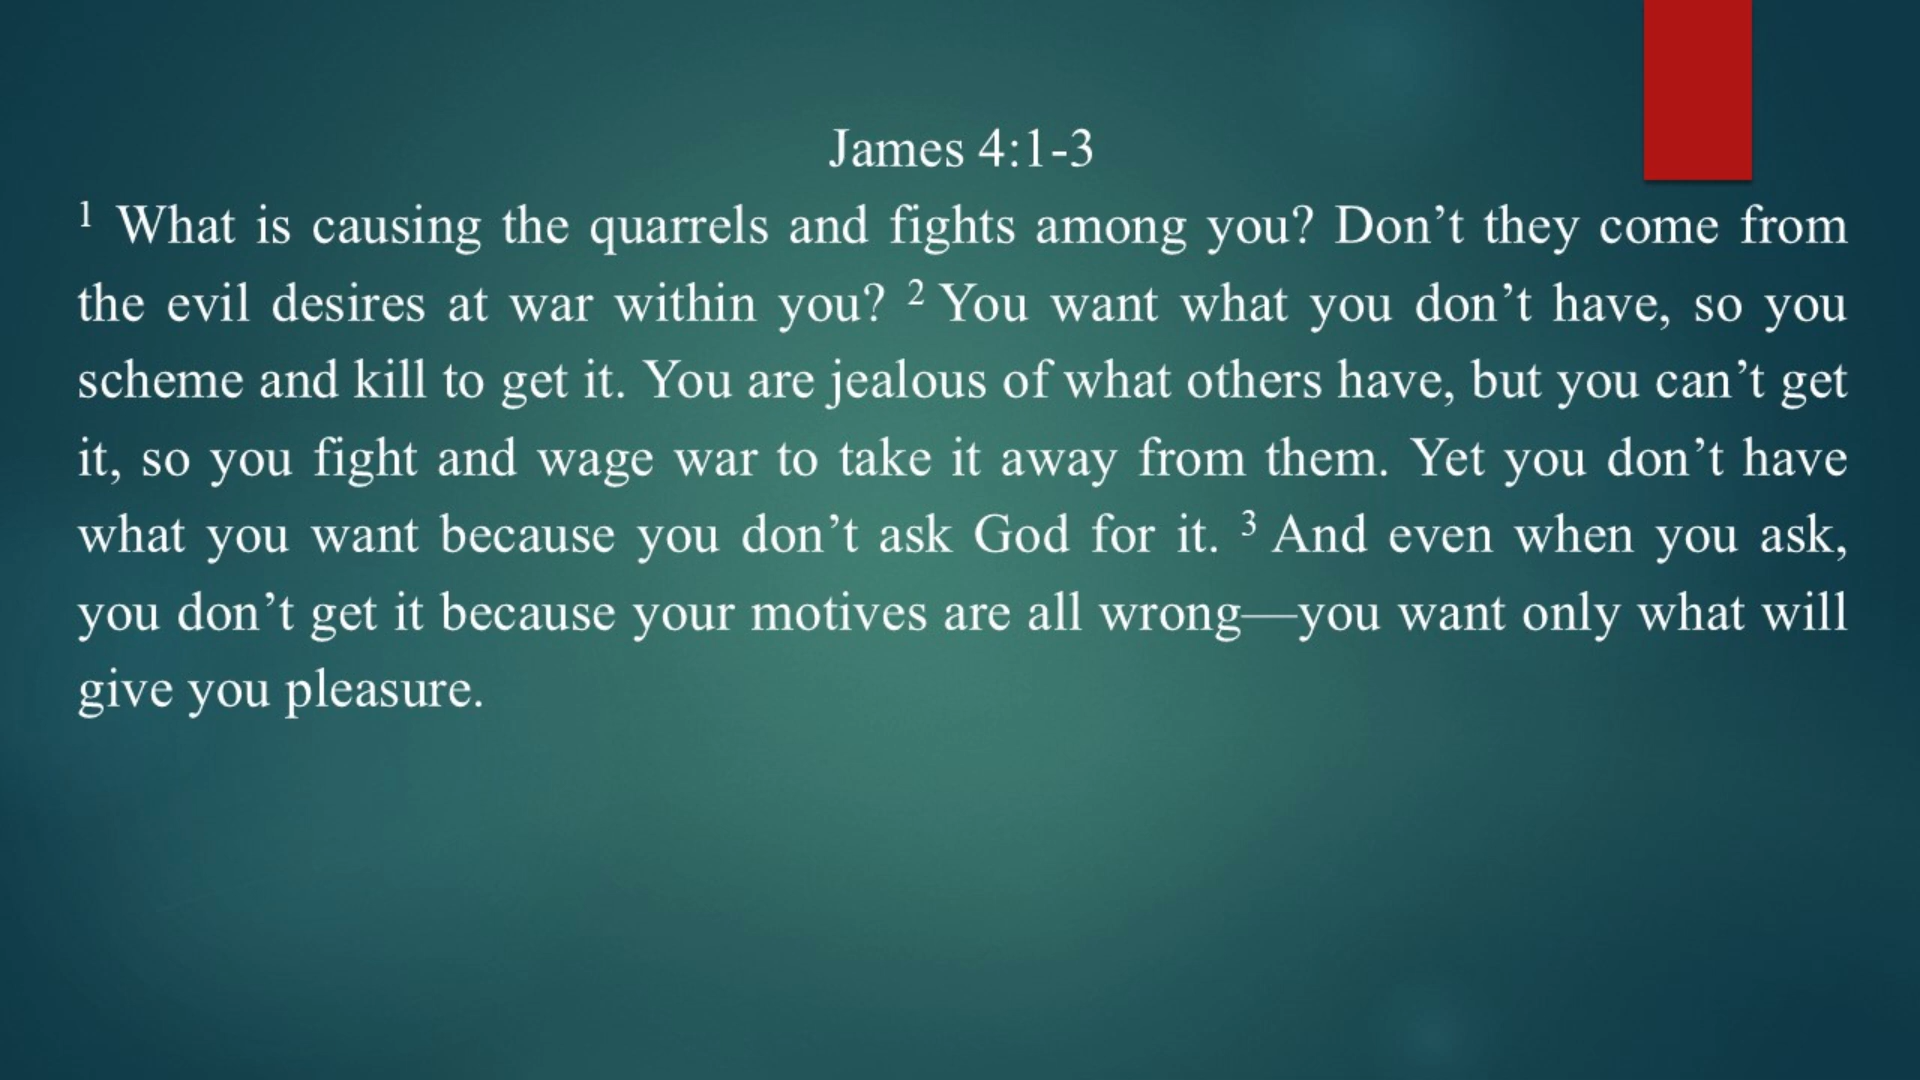 James 4:1-3
¹ What is causing the quarrels and fights among you? Don’t they come from
the evil desires at war within you? ² You want what you don’t have, so you
scheme and kill to get it. You are jealous of what others have, but you can’t get
it, so you fight and wage war to take it away from them. Yet you don’t have
what you want because you don’t ask God for it. ³ And even when you ask,
you don’t get it because your motives are all wrong—you want only what will
give you pleasure.